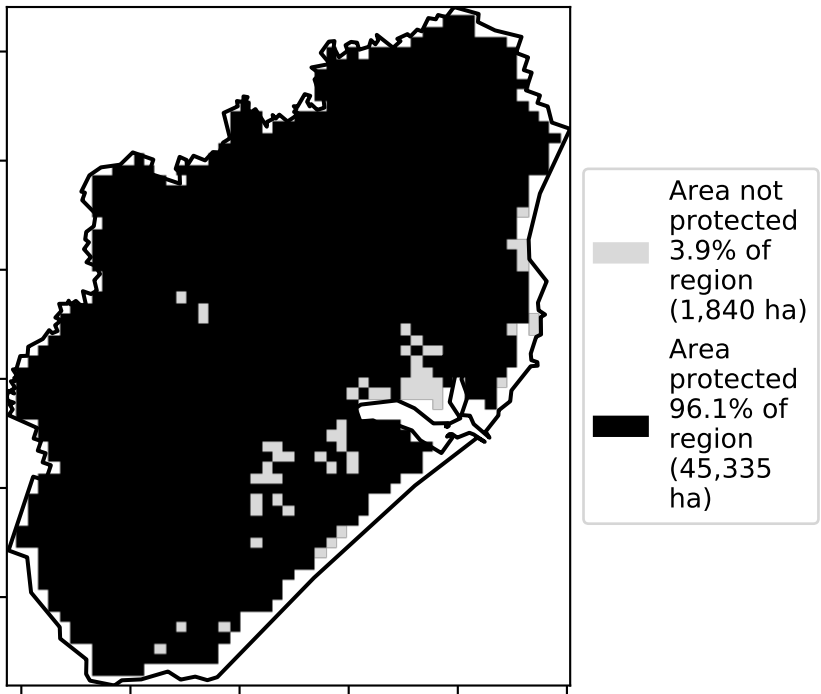 Area not
protected
3.9% of
region
(1,840 ha)
Area
protected
96.1% of
region
(45,335
ha)